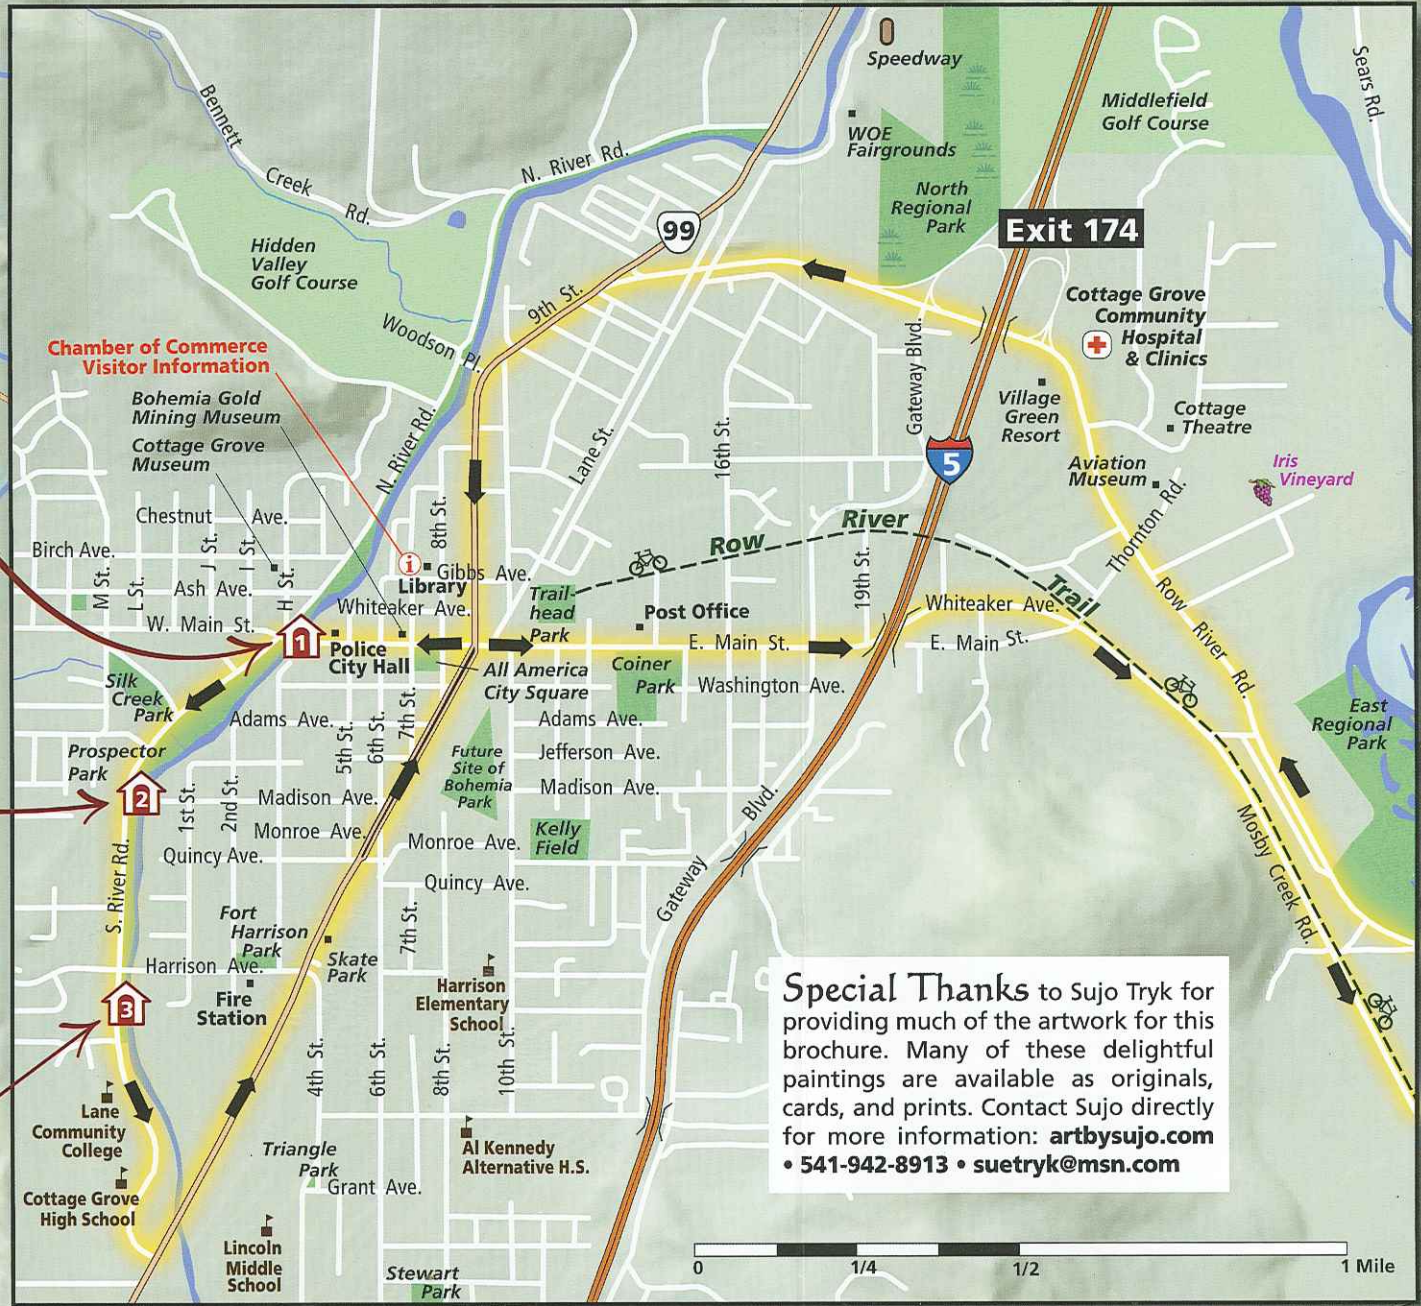 Speedway
Sears Rd.
Middlefield
Golf Course
WOE
Fairgrounds
Bennett
Creek
Rd.
N. River Rd.
North
Regional
Park
99
Exit 174
Hidden
Valley
Golf Course
9th St.
Cottage Grove
Community
Hospital
& Clinics
Woodson Pl.
Gateway Blvd.
Chamber of Commerce
Visitor Information
Bohemia Gold
Mining Museum
Cottage Grove
Museum
N. River Rd.
Lane St.
16th St.
Village
Green
Resort
Cottage
Theatre
5
Aviation
Museum
Iris
Vineyard
Thornton Rd.
Chestnut Ave.
Birch Ave.
J St.
I St.
8th St.
Row River Trail
M St.
L St.
Ash Ave.
H St.
i
Library
Gibbs Ave.
Trail-
head
Park
19th St.
Row River Rd.
W. Main St.
Whiteaker Ave.
Post Office
Whiteaker Ave.
1
Police
City Hall
E. Main St.
E. Main St.
All America
City Square
Coiner
Park
Washington Ave.
Silk
Creek
Park
Adams Ave.
5th St.
6th St.
7th St.
Adams Ave.
East
Regional
Park
Prospector
Park
Future
Site of
Bohemia
Park
Jefferson Ave.
Madison Ave.
2
1st St.
2nd St.
Madison Ave.
Monroe Ave.
Quincy Ave.
Monroe Ave.
Kelly
Field
Gateway Blvd.
Mosby Creek Rd.
S. River Rd.
Quincy Ave.
Fort
Harrison
Park
7th St.
Harrison Ave.
Skate
Park
Fire
Station
3
Harrison
Elementary
School
4th St.
6th St.
8th St.
10th St.
Lane
Community
College
Triangle
Park
Al Kennedy
Alternative H.S.
Grant Ave.
Cottage Grove
High School
Lincoln
Middle
School
Stewart
Park
Special Thanks to Sujo Tryk for
providing much of the artwork for this
brochure. Many of these delightful
paintings are available as originals,
cards, and prints. Contact Sujo directly
for more information: artbysujo.com
• 541-942-8913 • suetryk@msn.com
0 1/4 1/2 1 Mile